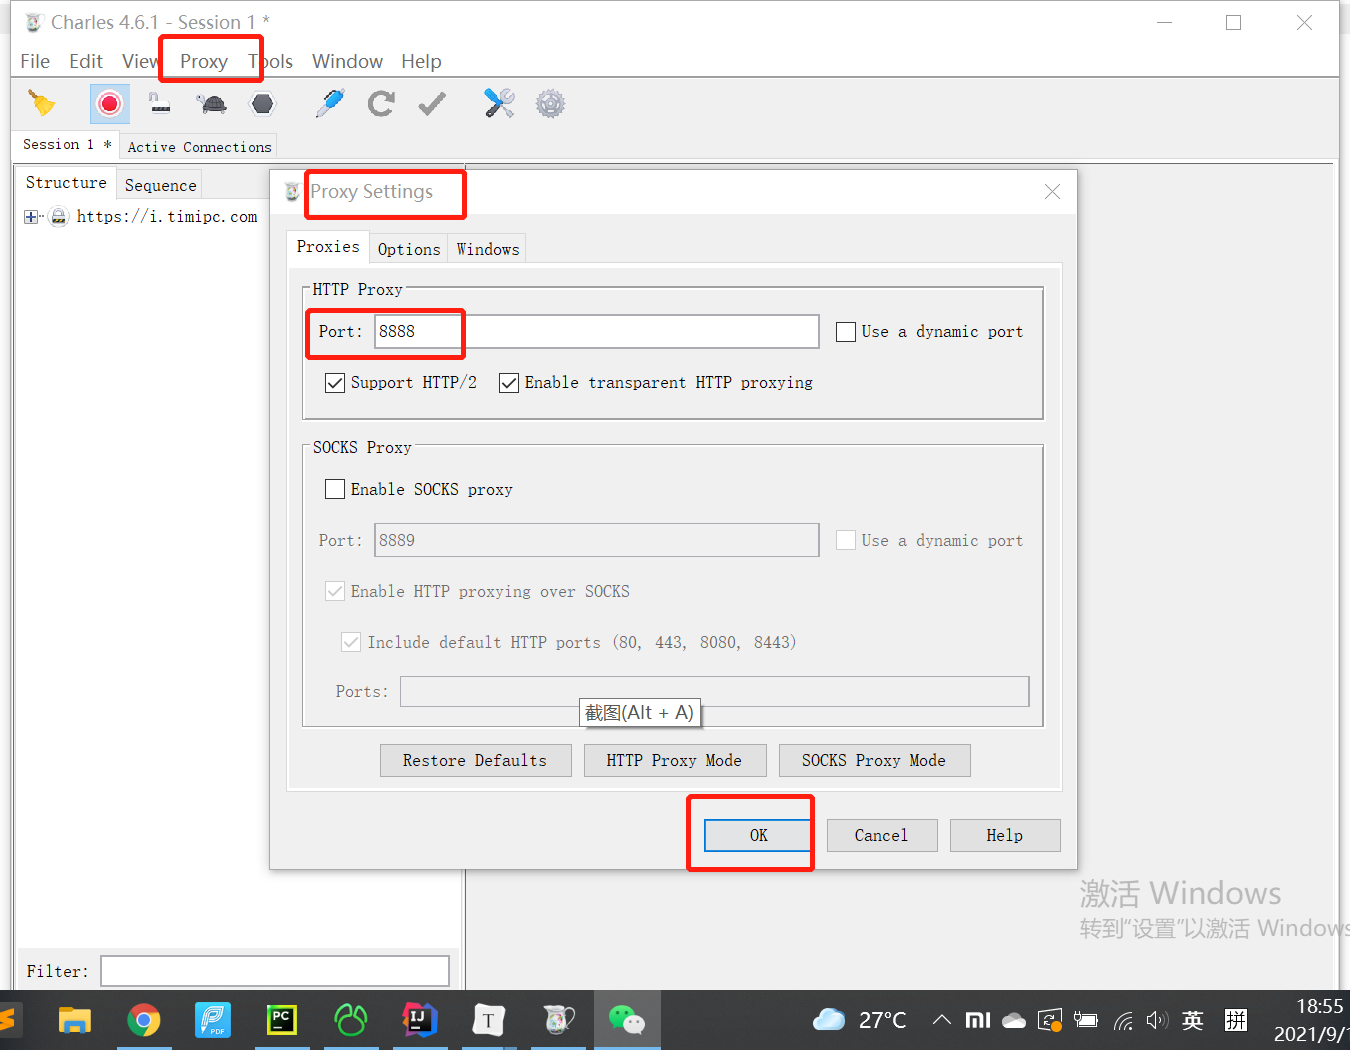 Charles 4.6.1 - Session 1 *
File Edit View Proxy Tools Window Help
Session 1 * Active Connections
Structure Sequence
https://i.timipc.com
Proxy Settings
Proxies Options Windows
HTTP Proxy
Port: 8888 Use a dynamic port
Support HTTP/2 Enable transparent HTTP proxying
SOCKS Proxy
Enable SOCKS proxy
Port: 8889 Use a dynamic port
Enable HTTP proxying over SOCKS
Include default HTTP ports (80, 443, 8080, 8443)
Ports:
截图(Alt + A)
Restore Defaults HTTP Proxy Mode SOCKS Proxy Mode
OK Cancel Help
激活 Windows
转到“设置”以激活 Windows
Filter:
PDF PC IJ T 27°C mi 英 拼 18:55
2021/9/1